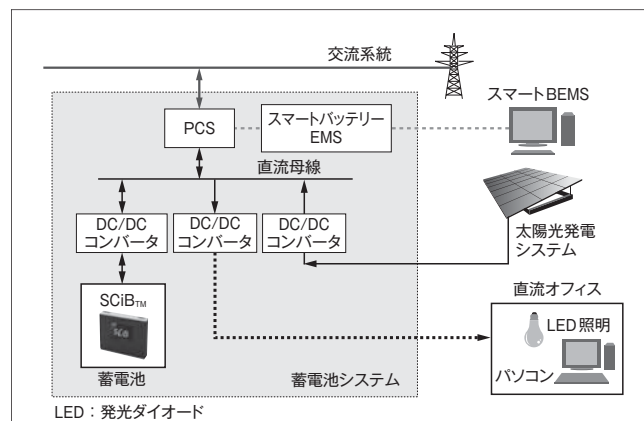 交流系統
スマートBEMS
PCS
スマートバッテリー
EMS
直流母線
DC/DC
コンバータ
DC/DC
コンバータ
DC/DC
コンバータ
太陽光発電
システム
SCiBTM
蓄電池
蓄電池システム
直流オフィス
LED照明
パソコン
LED：発光ダイオード